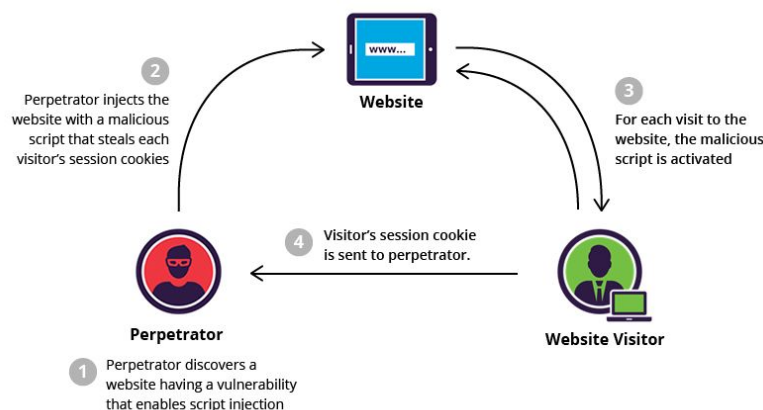 www...
Website
2
Perpetrator injects the
website with a malicious
script that steals each
visitor's session cookies
3
For each visit to the
website, the malicious
script is activated
4
Visitor's session cookie
is sent to perpetrator.
Perpetrator
Website Visitor
1
Perpetrator discovers a
website having a vulnerability
that enables script injection